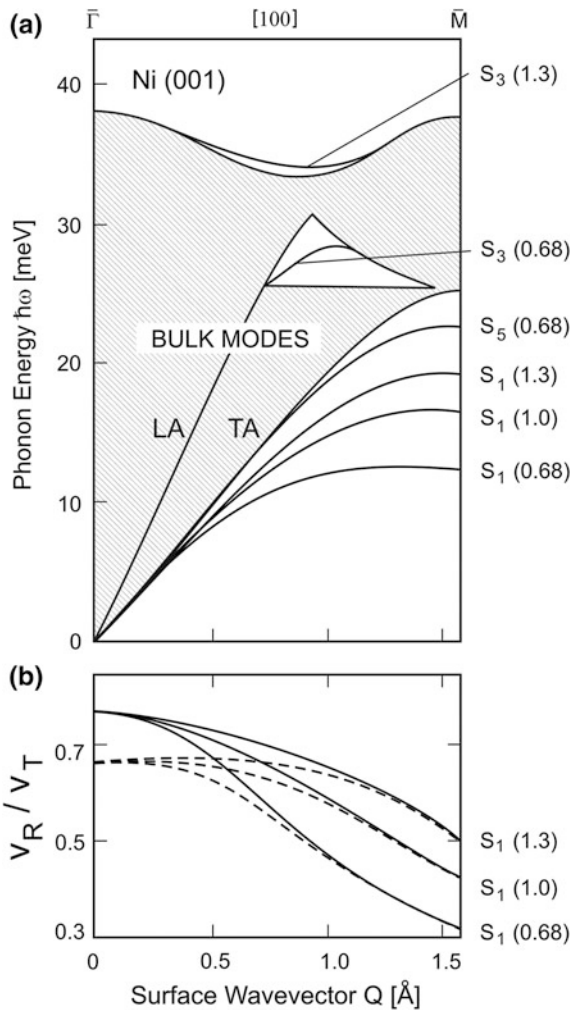 Γ̄ [100] M̄
(a)
Ni (001)
40
30
20
10
0
Phonon Energy ħω [meV]
BULK MODES
LA TA
S₃ (1.3)
S₃ (0.68)
S₅ (0.68)
S₁ (1.3)
S₁ (1.0)
S₁ (0.68)
(b)
0.7
0.5
0.3
V_R / V_T
S₁ (1.3)
S₁ (1.0)
S₁ (0.68)
0 0.5 1.0 1.5
Surface Wavevector Q [Å]